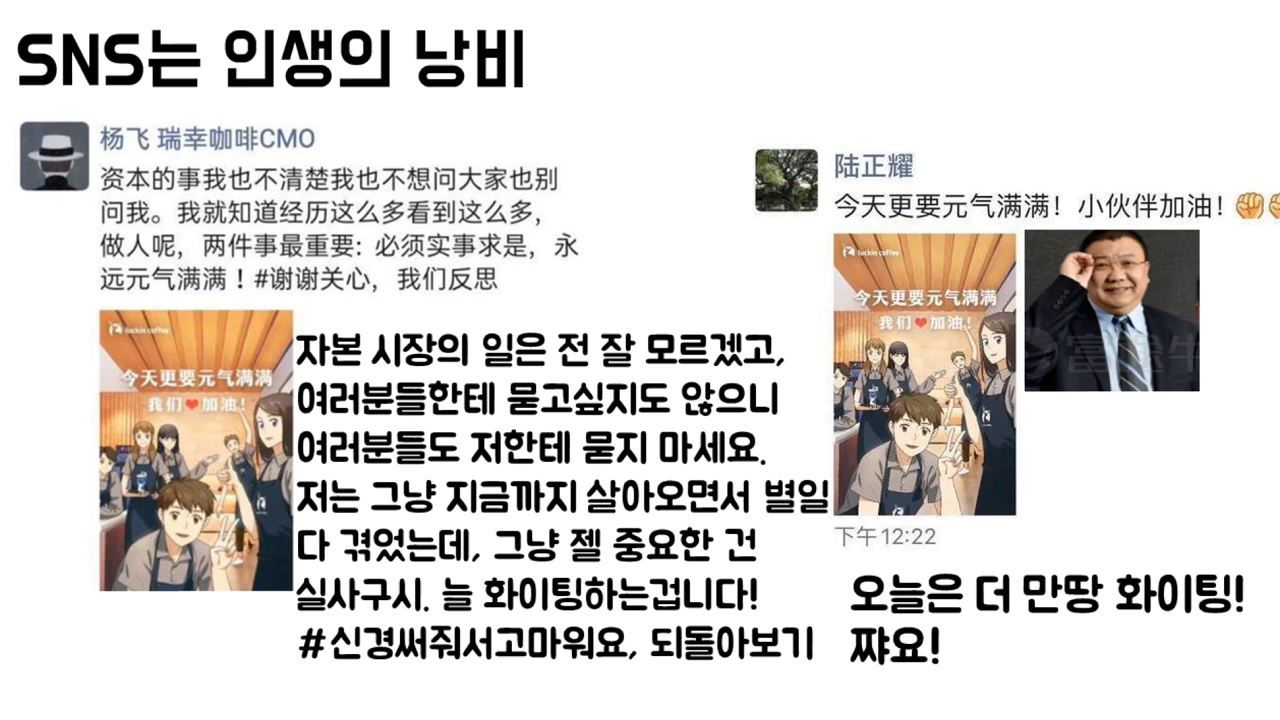 SNS는 인생의 낭비
杨飞 瑞幸咖啡CMO
资本的事我也不清楚我也不想问大家也别
问我。我就知道经历这么多看到这么多，
做人呢，两件事最重要：必须实事求是，永
远元气满满！#谢谢关心，我们反思
luckin coffee
今天更要元气满满
我们❤加油！
자본 시장의 일은 전 잘 모르겠고,
여러분들한테 묻고싶지도 않으니
여러분들도 저한테 묻지 마세요.
저는 그냥 지금까지 살아오면서 별일
다 겪었는데, 그냥 젤 중요한 건
실사구시. 늘 화이팅하는겁니다!
#신경써줘서고마워요, 되돌아보기
陆正耀
今天更要元气满满！小伙伴加油！✊✊
luckin coffee
今天更要元气满满
我们❤加油！
富途牛
下午12:22
오늘은 더 만땅 화이팅!
쨔요!